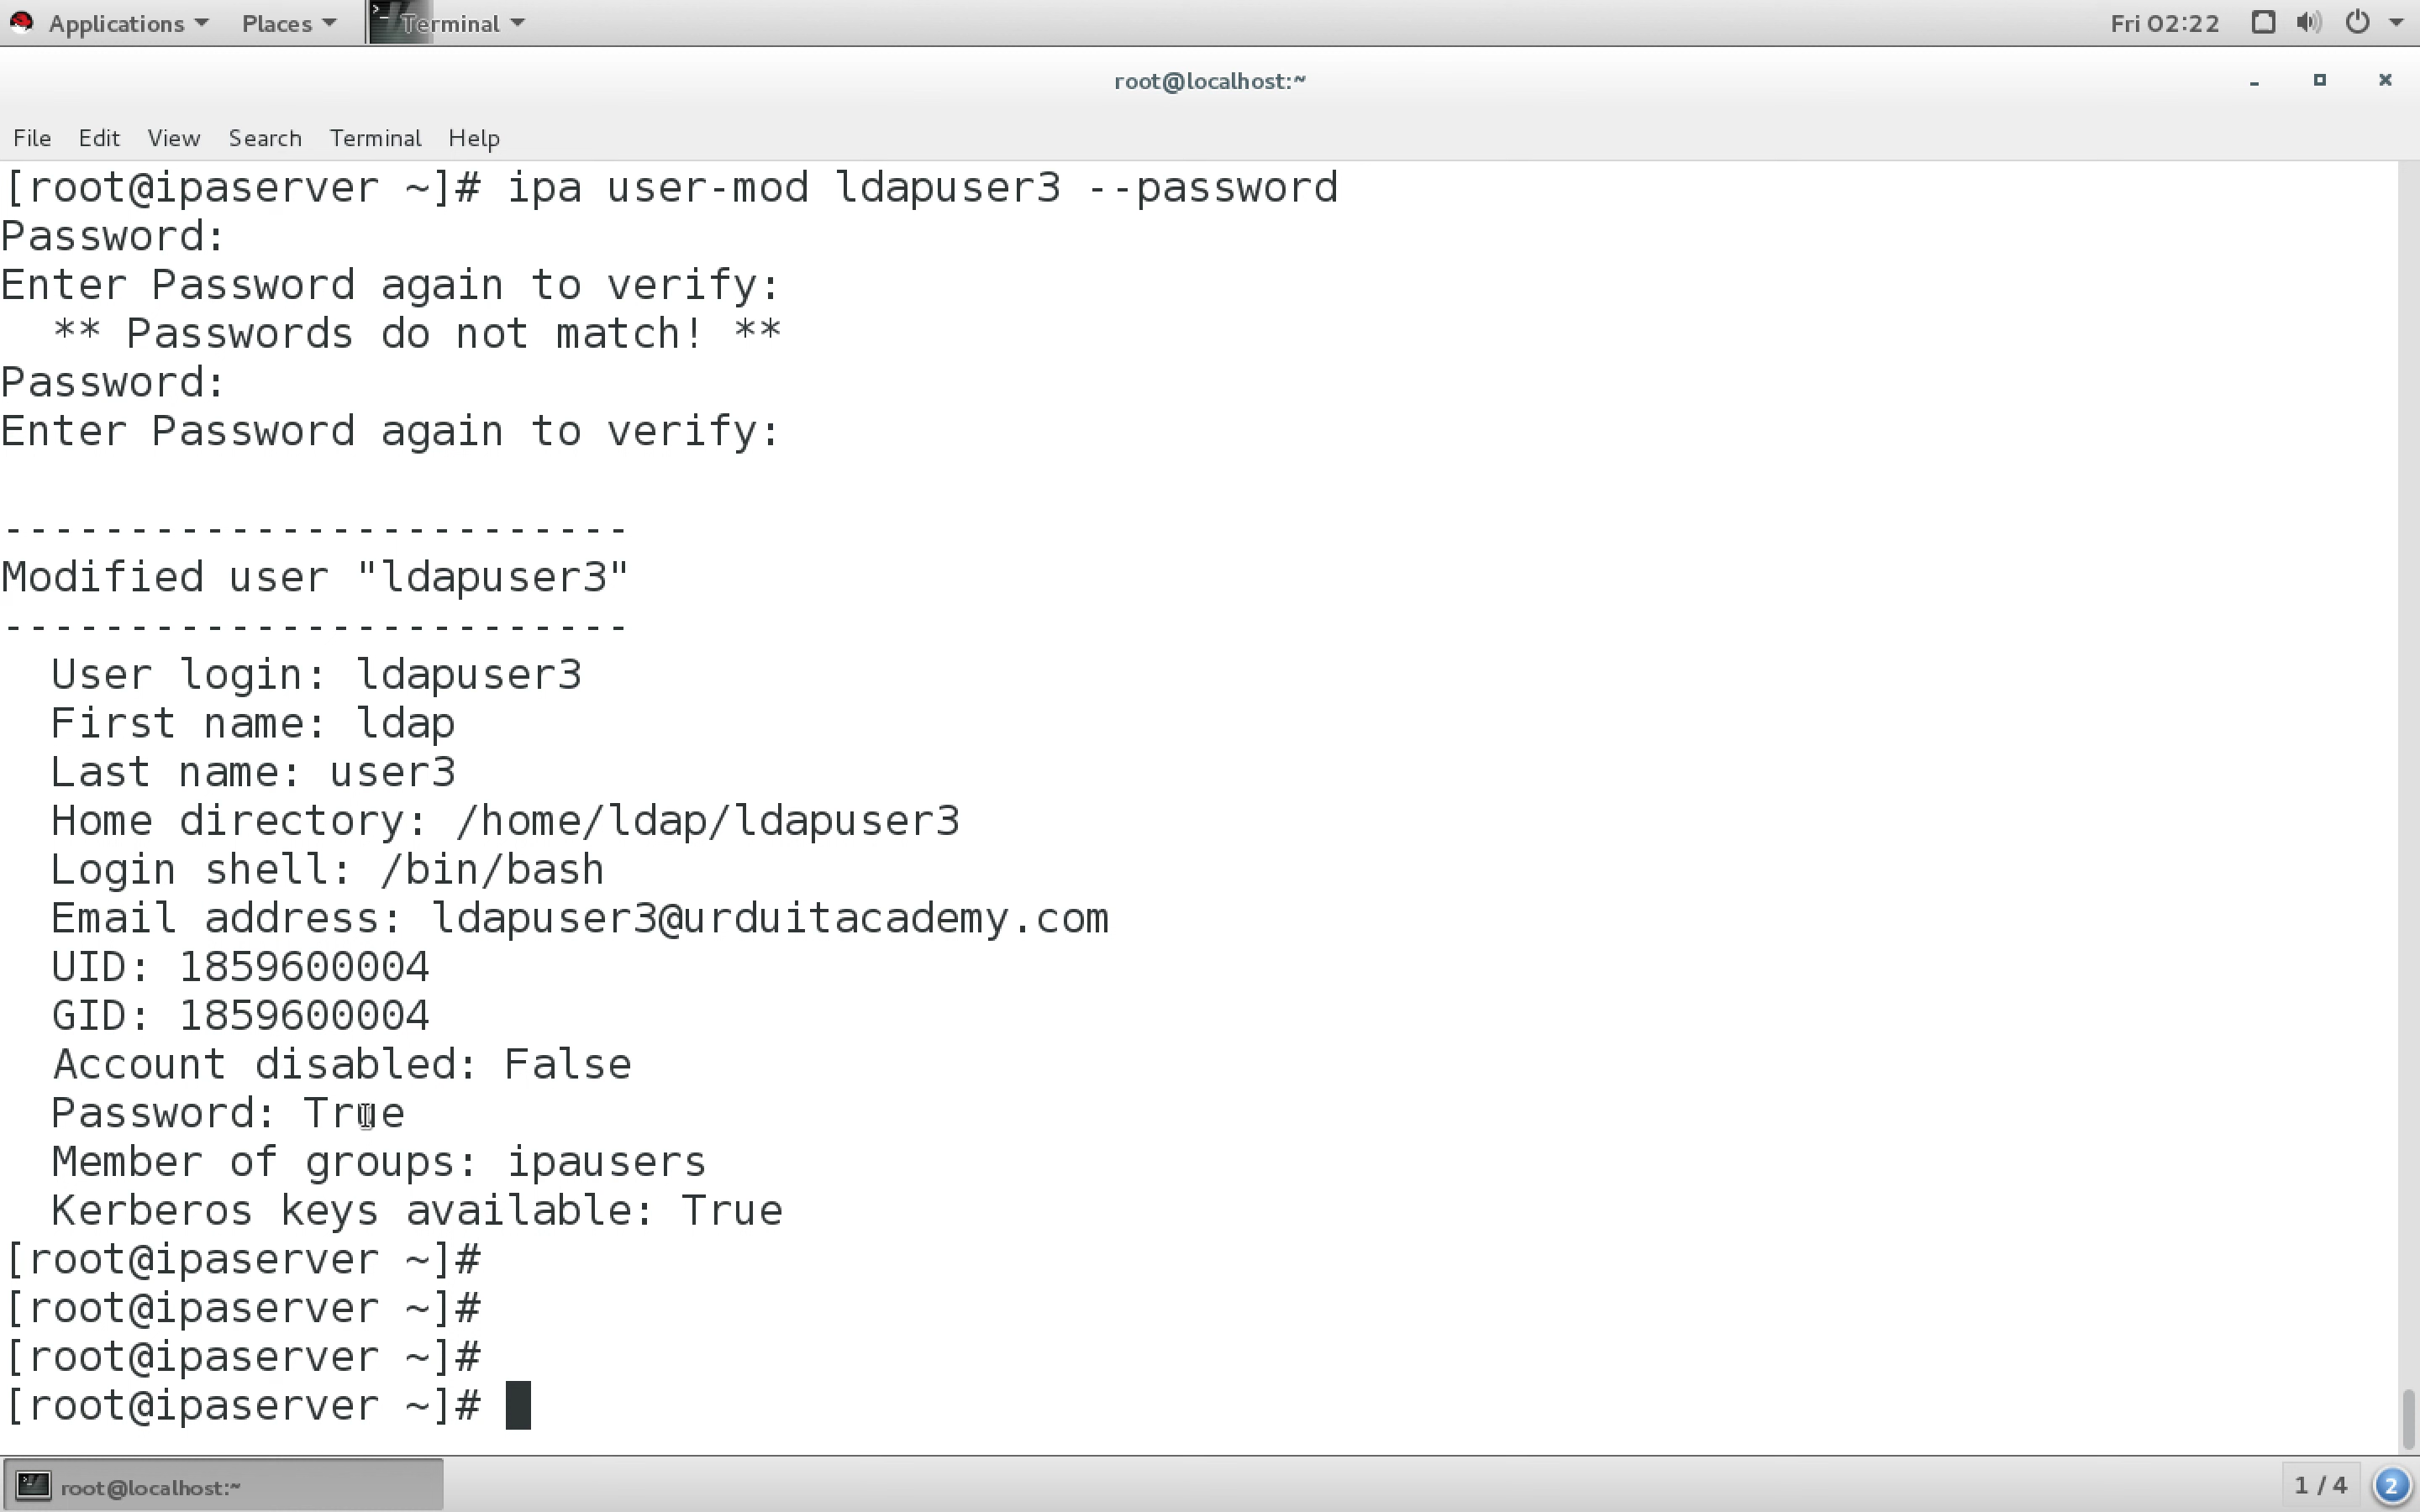 Applications Places Terminal Fri 02:22
root@localhost:~
File Edit View Search Terminal Help
[root@ipaserver ~]# ipa user-mod ldapuser3 --password
Password:
Enter Password again to verify:
** Passwords do not match! **
Password:
Enter Password again to verify:
-------------------------
Modified user "ldapuser3"
-------------------------
User login: ldapuser3
First name: ldap
Last name: user3
Home directory: /home/ldap/ldapuser3
Login shell: /bin/bash
Email address: ldapuser3@urduitacademy.com
UID: 1859600004
GID: 1859600004
Account disabled: False
Password: True
Member of groups: ipausers
Kerberos keys available: True
[root@ipaserver ~]#
[root@ipaserver ~]#
[root@ipaserver ~]#
[root@ipaserver ~]#
root@localhost:~ 1 / 4 2